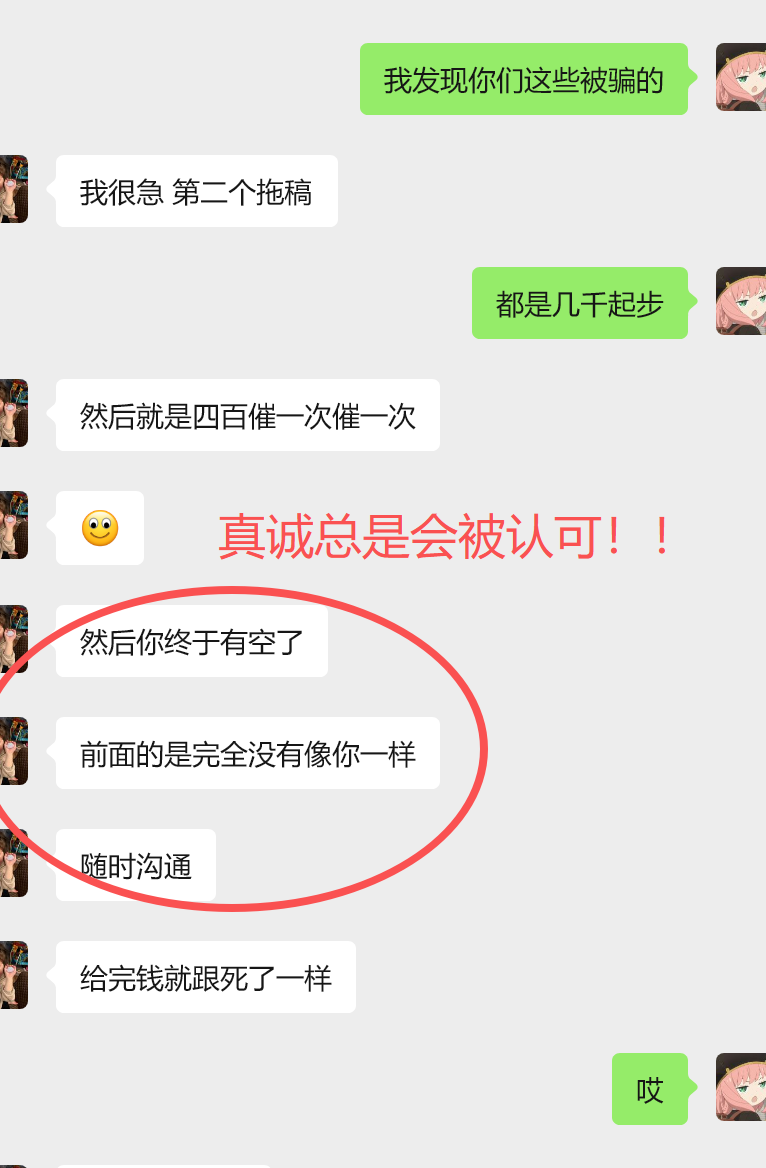 我发现你们这些被骗的
我很急 第二个拖稿
都是几千起步
然后就是四百催一次催一次
真诚总是会被认可！！
然后你终于有空了
前面的是完全没有像你一样
随时沟通
给完钱就跟死了一样
哎